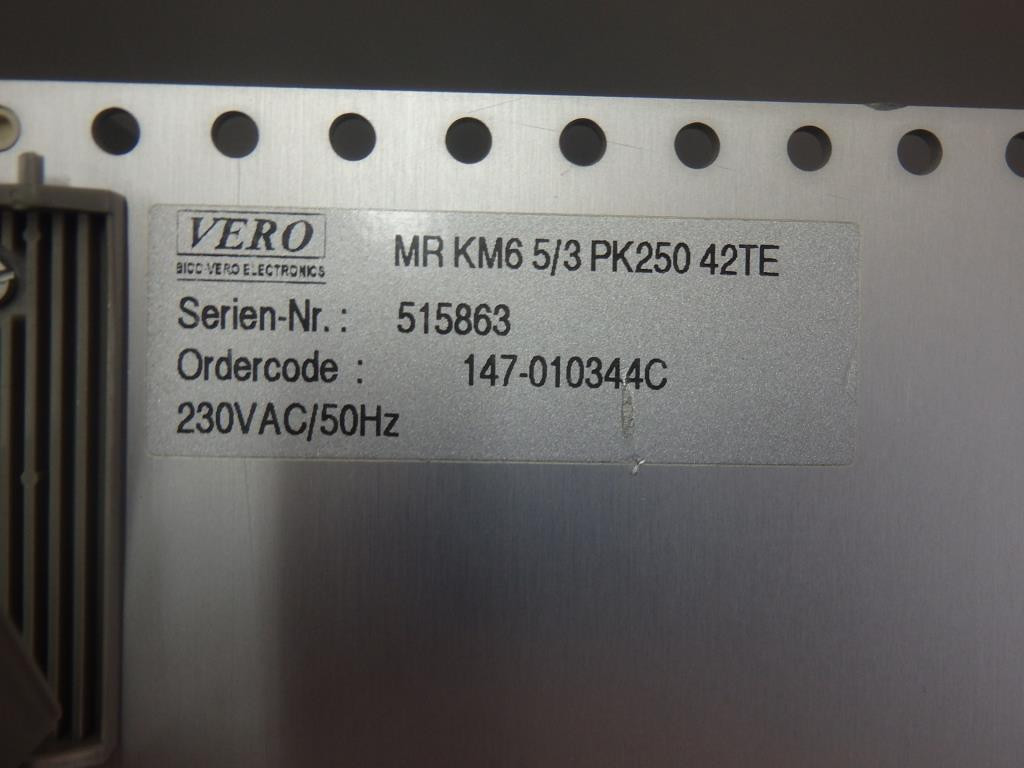 VERO
BICC-VERO ELECTRONICS
MR KM6 5/3 PK250 42TE
Serien-Nr. : 515863
Ordercode : 147-010344C
230VAC/50Hz